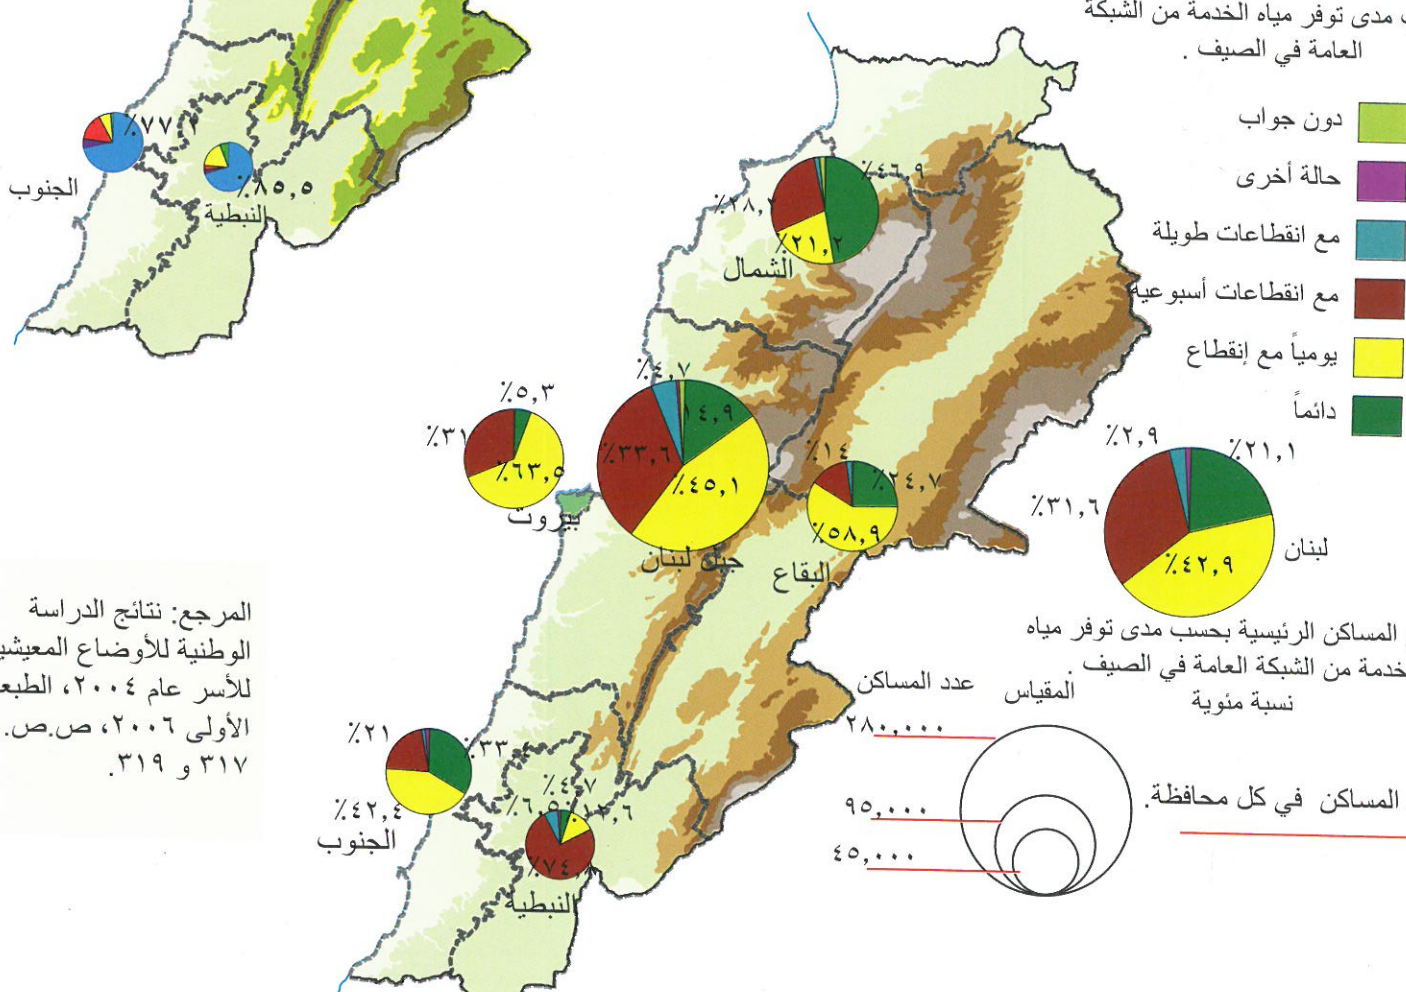 مدى توفر مياه الخدمة من الشبكة
العامة في الصيف .
دون جواب
حالة أخرى
مع انقطاعات طويلة
مع انقطاعات أسبوعية
يومياً مع إنقطاع
دائماً
٪٧٧,٢
الجنوب
٪٨٥,٥
النبطية
٪٤٦,٩
٪٢٨,٢
٪٢١,٢
الشمال
٪٥,٣
٪٣١
٪٦٣,٥
بيروت
٪٤,٧
١٤,٩
٪٣٣,٦
٪٤٥,١
جبل لبنان
٪١٤
٪٢٤,٧
٪٥٨,٩
البقاع
٪٢,٩
٪٢١,١
٪٣١,٦
٪٤٢,٩
لبنان
المساكن الرئيسية بحسب مدى توفر مياه
خدمة من الشبكة العامة في الصيف .
نسبة مئوية
المقياس
عدد المساكن
٢٨٠,٠٠٠
٩٥,٠٠٠
٤٥,٠٠٠
المساكن في كل محافظة.
المرجع: نتائج الدراسة
الوطنية للأوضاع المعيشي
للأسر عام ٢٠٠٤، الطبع
الأولى ٢٠٠٦، ص.ص.
٣١٧ و ٣١٩.
٪٢١
٪٤٢,٤
الجنوب
٪٤,٧
٪٦,٥
١٢,٦
النبطية